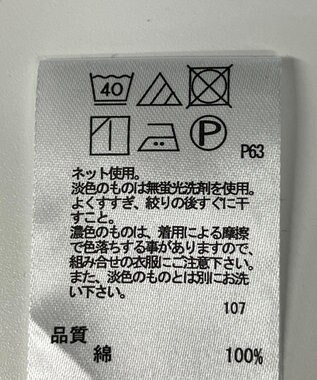 40
P
P63
ネット使用。
淡色のものは無蛍光洗剤を使用。
よくすすぎ、絞りの後すぐに干
すこと。
濃色のものは、着用による摩擦
で色落ちする事がありますので、
組み合せの衣服にご注意下さい。
また、淡色のものとは別にお洗
い下さい。
107
品質
綿 100%